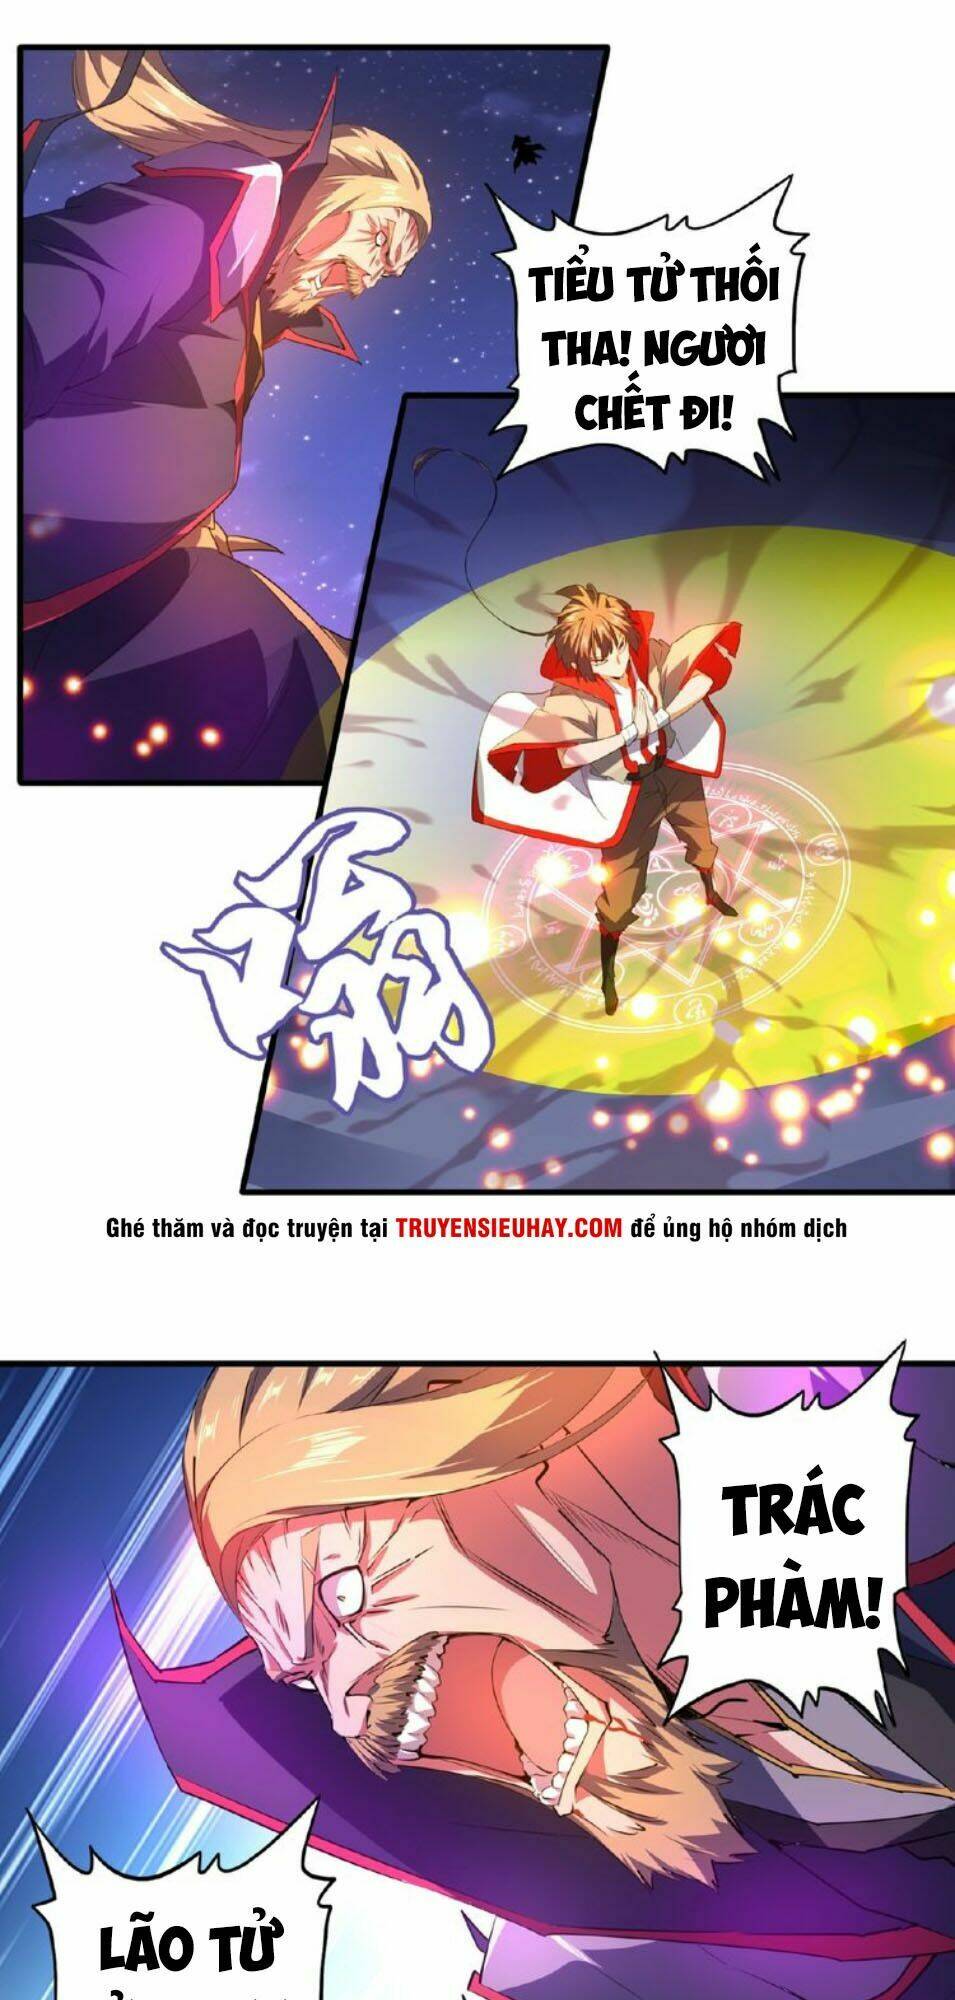 TIỂU TỬ THỐI
THA! NGƯƠI
CHẾT ĐI!
Ghé thăm và đọc truyện tại TRUYENSIEUHAY.COM để ủng hộ nhóm dịch
TRÁC
PHÀM!
LÃO TỬ